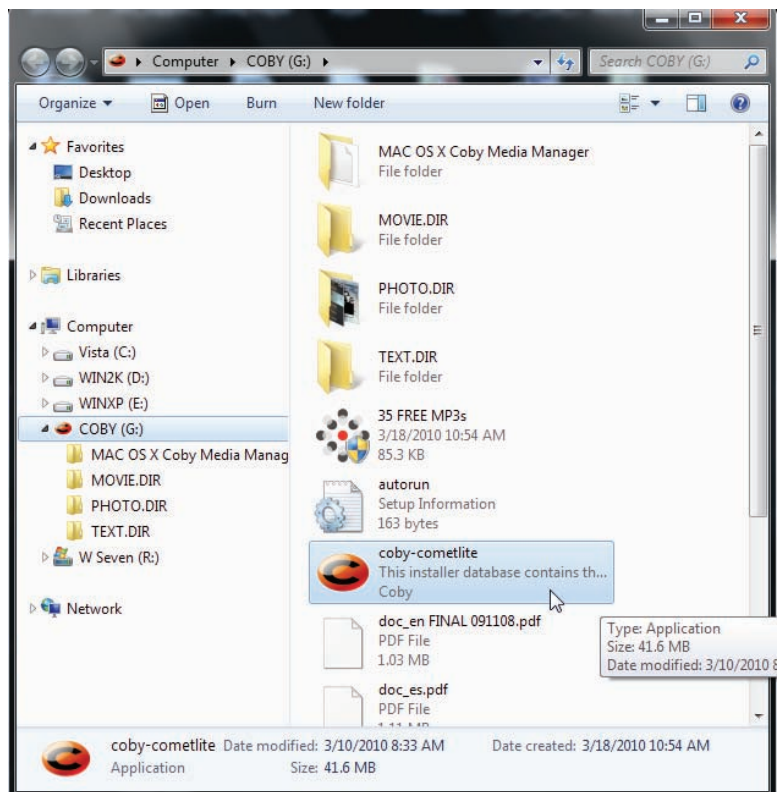 Computer ▸ COBY (G:) ▸
Search COBY (G:)
Organize Open Burn New folder
Favorites
Desktop
Downloads
Recent Places
Libraries
Computer
Vista (C:)
WIN2K (D:)
WINXP (E:)
COBY (G:)
MAC OS X Coby Media Manag
MOVIE.DIR
PHOTO.DIR
TEXT.DIR
W Seven (R:)
Network
MAC OS X Coby Media Manager
File folder
MOVIE.DIR
File folder
PHOTO.DIR
File folder
TEXT.DIR
File folder
35 FREE MP3s
3/18/2010 10:54 AM
85.3 KB
autorun
Setup Information
163 bytes
coby-cometlite
This installer database contains th...
Coby
doc_en FINAL 091108.pdf
PDF File
1.03 MB
doc_es.pdf
PDF File
1.11 MB
Type: Application
Size: 41.6 MB
Date modified: 3/10/2010 8
coby-cometlite Date modified: 3/10/2010 8:33 AM Date created: 3/18/2010 10:54 AM
Application Size: 41.6 MB